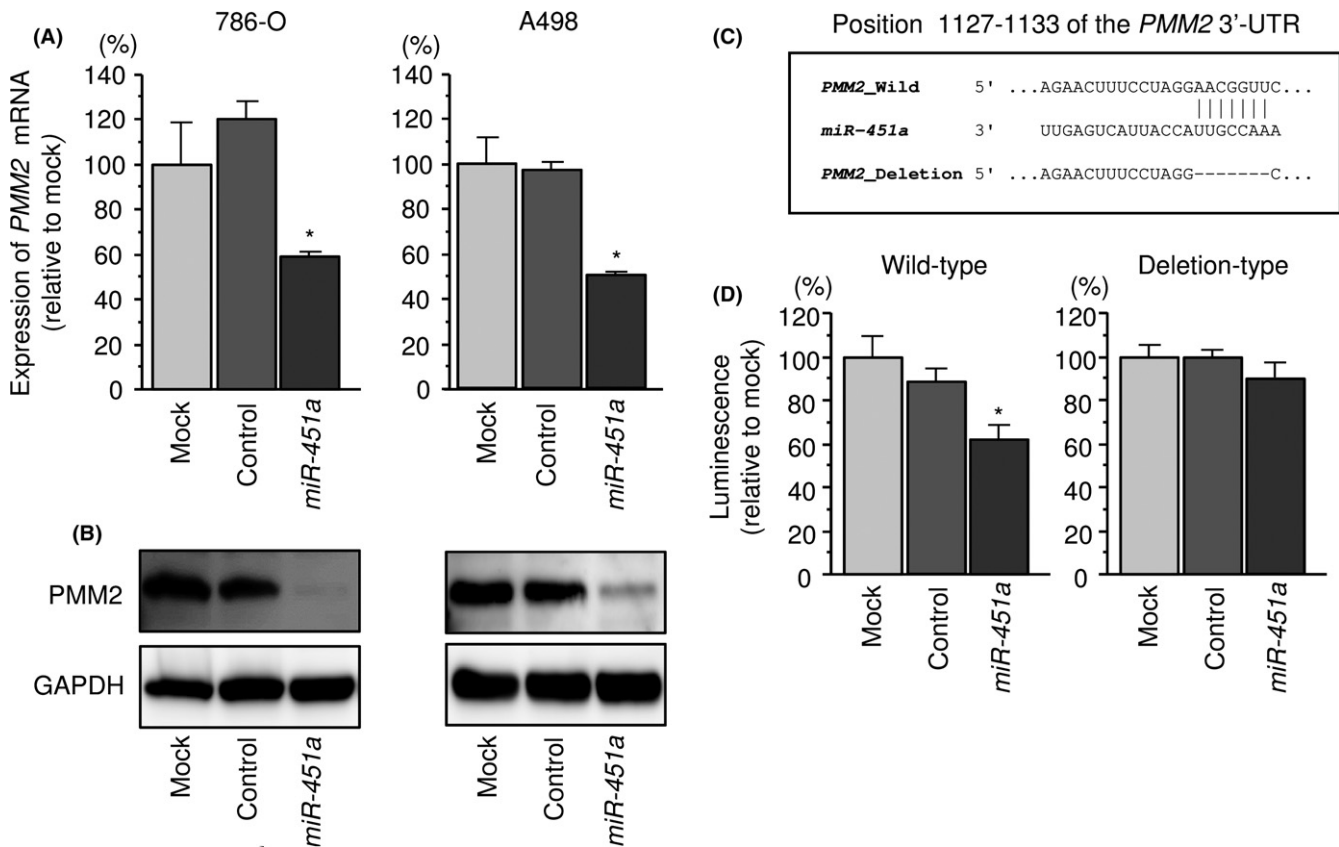 (A)
786-O
A498
(%)
(%)
Expression of PMM2 mRNA
(relative to mock)
140
120
100
80
60
40
20
0
*
Mock
Control
miR-451a
140
120
100
80
60
40
20
0
*
Mock
Control
miR-451a
(B)
PMM2
GAPDH
Mock
Control
miR-451a
Mock
Control
miR-451a
(C)
Position 1127-1133 of the PMM2 3'-UTR
PMM2_Wild 5' ...AGAACUUUCCUAGGAACGGUUC...
|||||||
miR-451a 3' UUGAGUCAUUACCAUUGCCAAA
PMM2_Deletion 5' ...AGAACUUUCCUAGG-------C...
(D)
Wild-type
Deletion-type
(%)
(%)
Luminescence
(relative to mock)
120
100
80
60
40
20
0
*
Mock
Control
miR-451a
120
100
80
60
40
20
0
Mock
Control
miR-451a